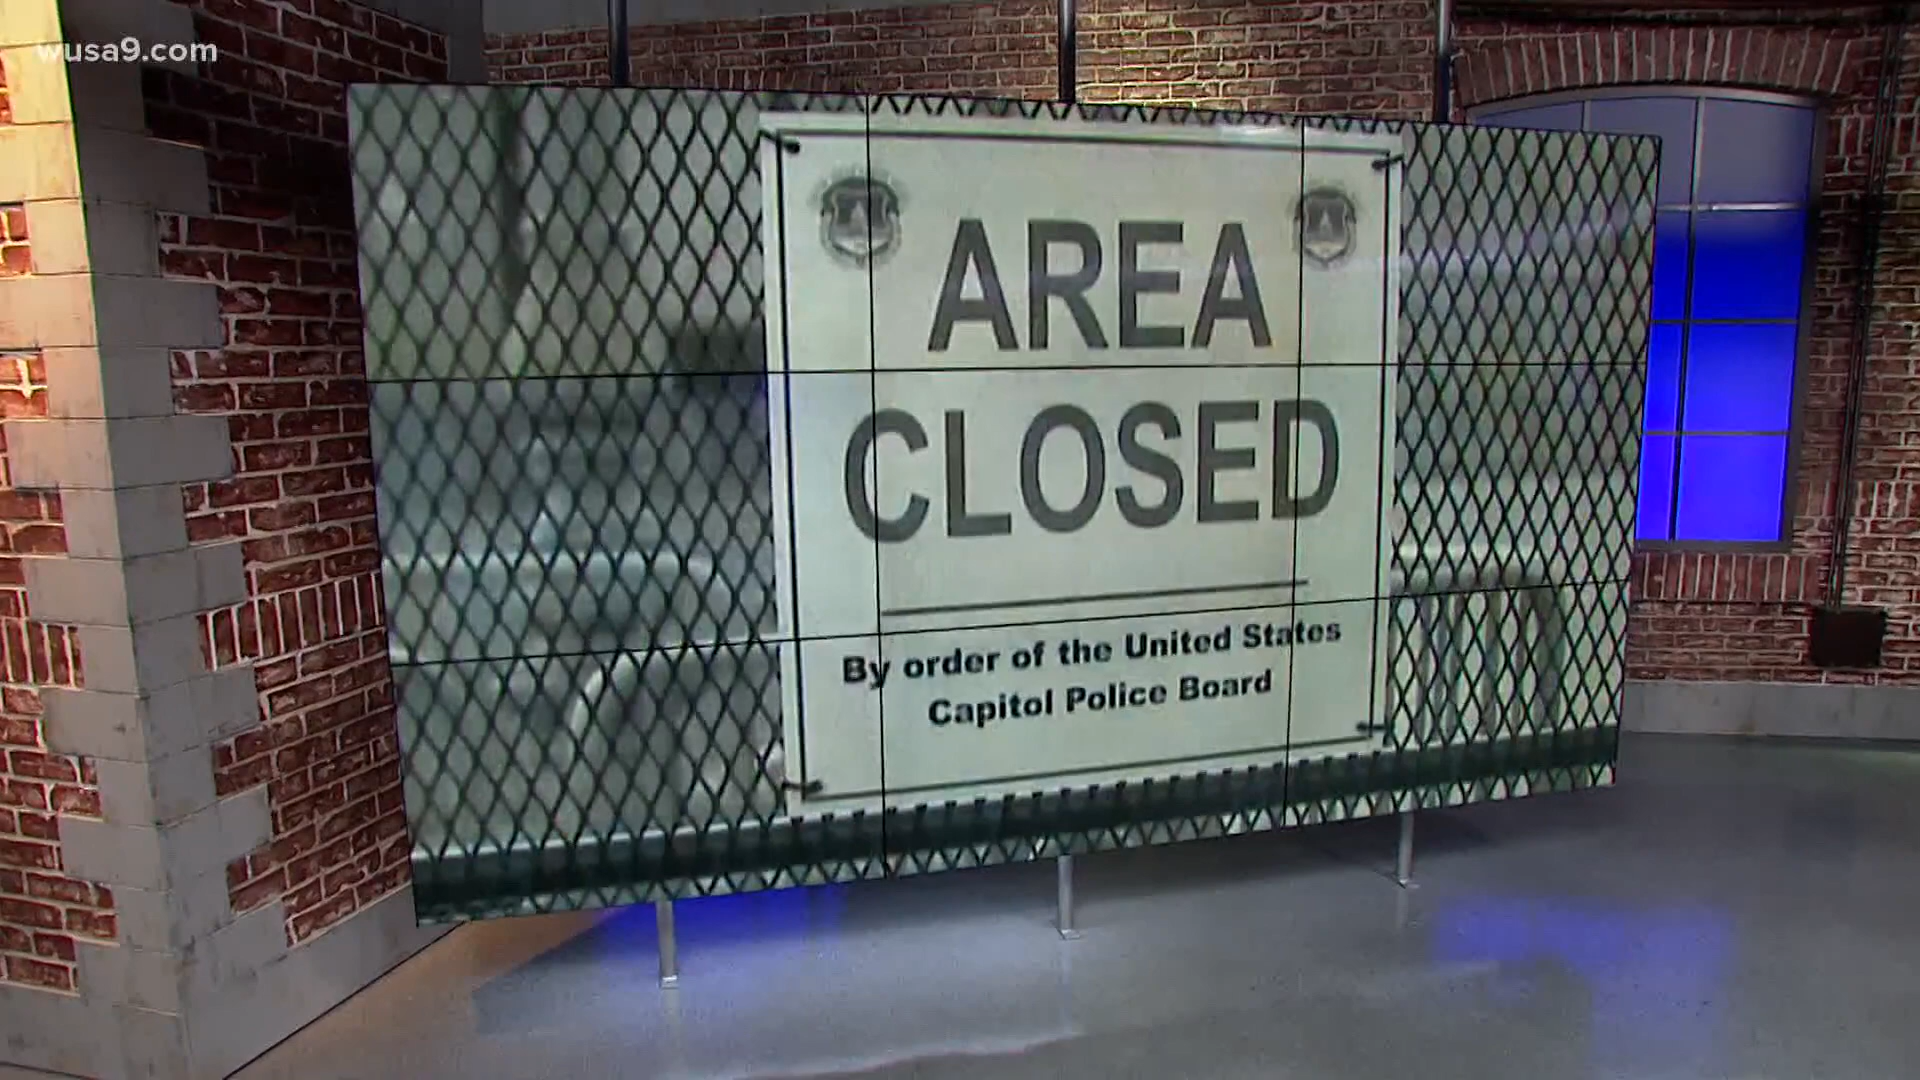 wusa9.com
AREA
CLOSED
By order of the United States
Capitol Police Board